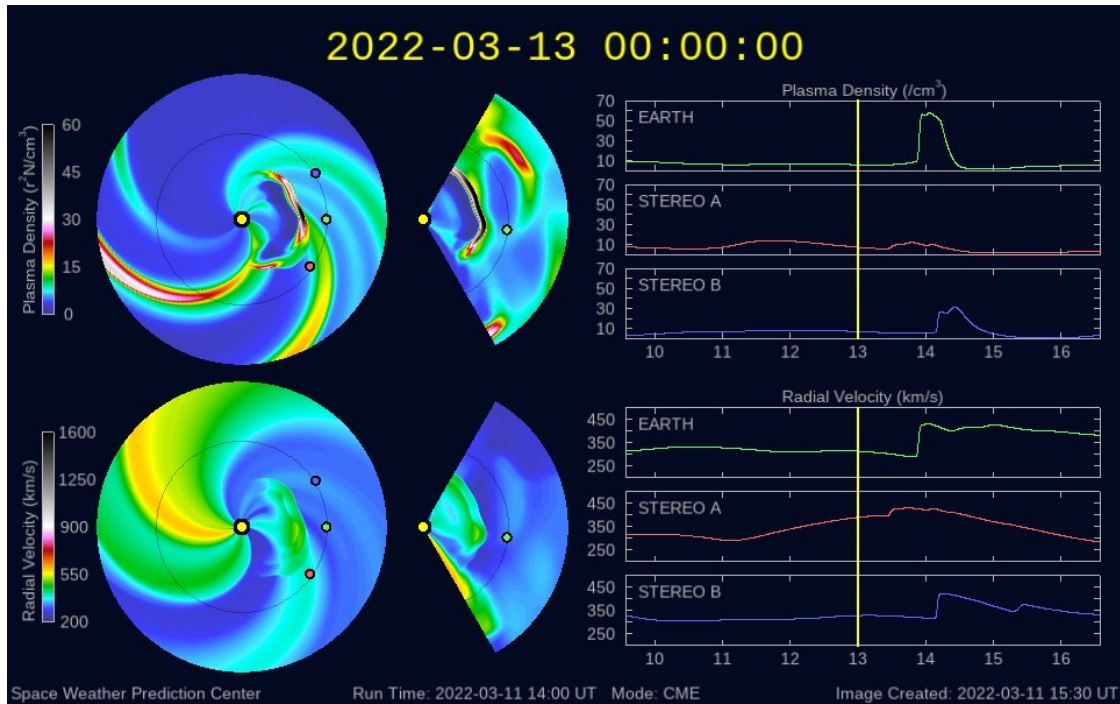 2022-03-13 00:00:00
Plasma Density (r²N/cm³)
60
45
30
15
0
Plasma Density (/cm³)
70
50
30
10
EARTH
70
50
30
10
STEREO A
70
50
30
10
STEREO B
10 11 12 13 14 15 16
Radial Velocity (km/s)
1600
1250
900
550
200
Radial Velocity (km/s)
450
350
250
EARTH
450
350
250
STEREO A
450
350
250
STEREO B
10 11 12 13 14 15 16
Space Weather Prediction Center Run Time: 2022-03-11 14:00 UT Mode: CME Image Created: 2022-03-11 15:30 UT